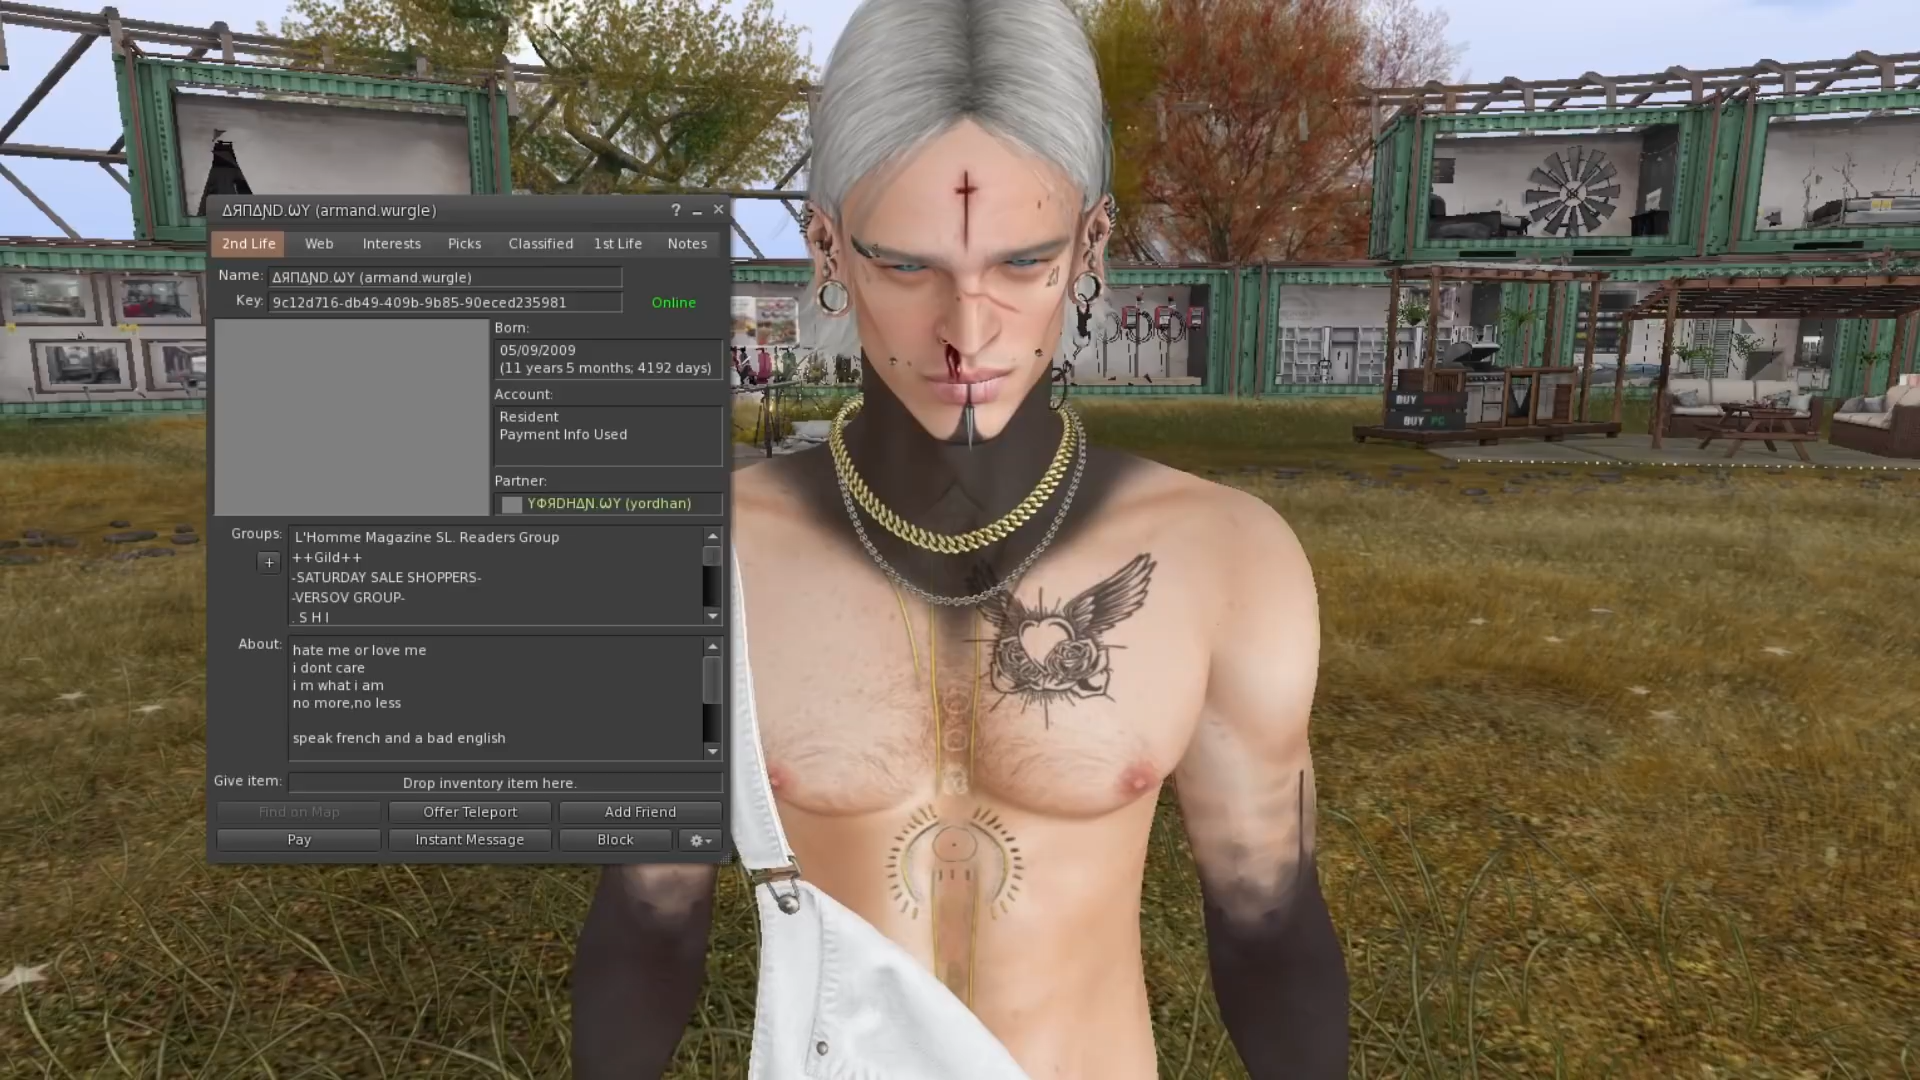 ΔЯΠΔƝD.ѠY (armand.wurgle)
?
2nd Life Web Interests Picks Classified 1st Life Notes
Name: ΔЯΠΔƝD.ѠY (armand.wurgle)
Key: 9c12d716-db49-409b-9b85-90eced235981 Online
Born:
05/09/2009
(11 years 5 months; 4192 days)
Account:
Resident
Payment Info Used
Partner:
YΦЯDHΔƝ.ѠY (yordhan)
Groups: L'Homme Magazine SL. Readers Group
+
++Gild++
-SATURDAY SALE SHOPPERS-
-VERSOV GROUP-
. S H I
About: hate me or love me
i dont care
i m what i am
no more,no less
speak french and a bad english
Give item: Drop inventory item here.
Find on Map Offer Teleport Add Friend
Pay Instant Message Block
BUY
BUY PG